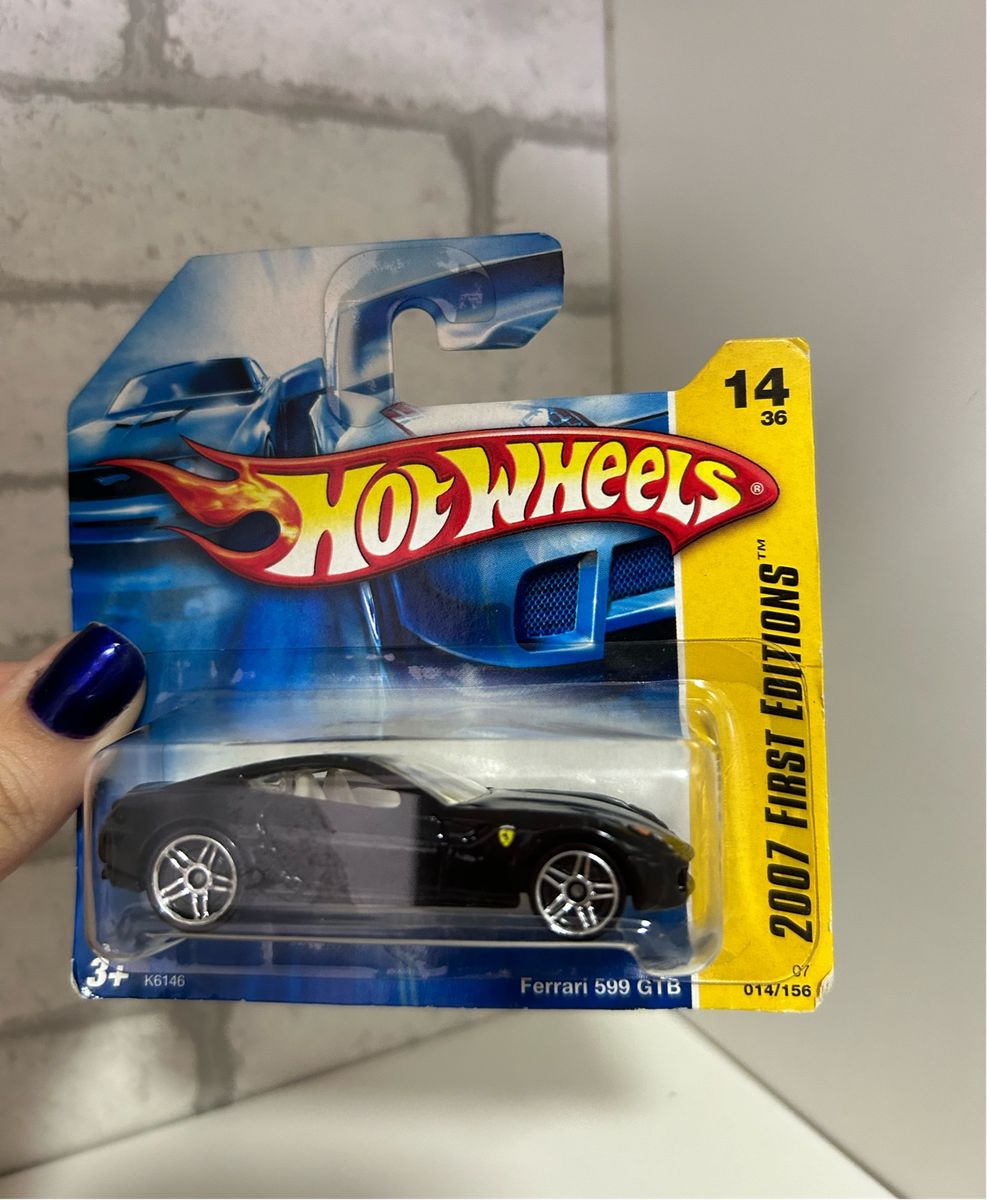 14
36
HOT WHEELS®
2007 FIRST EDITIONS™
3+
K6146
Ferrari 599 GTB
07
014/156